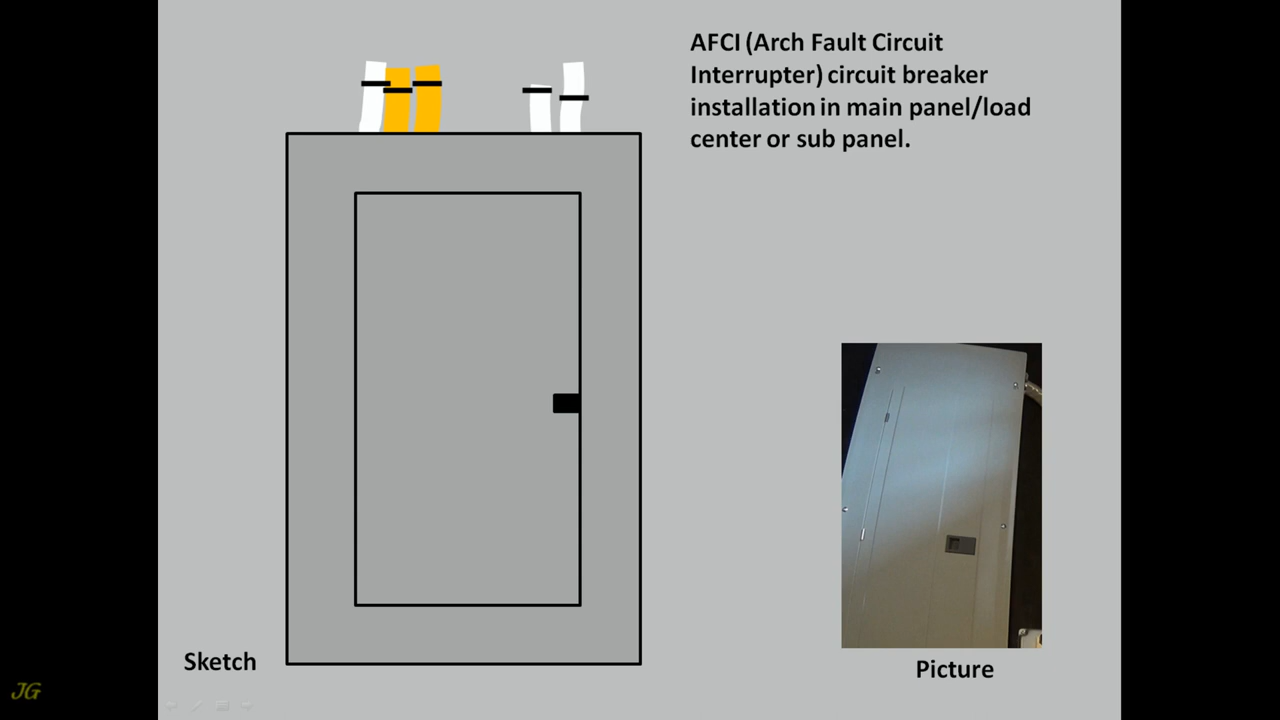 AFCI (Arch Fault Circuit
Interrupter) circuit breaker
installation in main panel/load
center or sub panel.
Sketch
Picture
JG